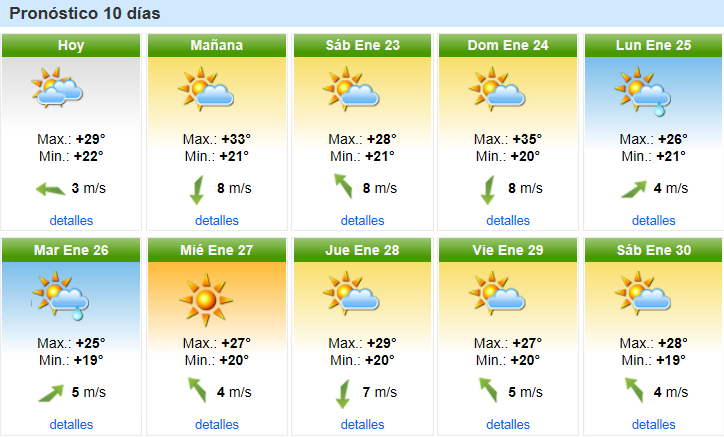 Pronóstico 10 días
Hoy
Max.: +29°
Min.: +22°
3 m/s
detalles
Mañana
Max.: +33°
Min.: +21°
8 m/s
detalles
Sáb Ene 23
Max.: +28°
Min.: +21°
8 m/s
detalles
Dom Ene 24
Max.: +35°
Min.: +20°
8 m/s
detalles
Lun Ene 25
Max.: +26°
Min.: +21°
4 m/s
detalles
Mar Ene 26
Max.: +25°
Min.: +19°
5 m/s
detalles
Mié Ene 27
Max.: +27°
Min.: +20°
4 m/s
detalles
Jue Ene 28
Max.: +29°
Min.: +20°
7 m/s
detalles
Vie Ene 29
Max.: +27°
Min.: +20°
5 m/s
detalles
Sáb Ene 30
Max.: +28°
Min.: +19°
4 m/s
detalles